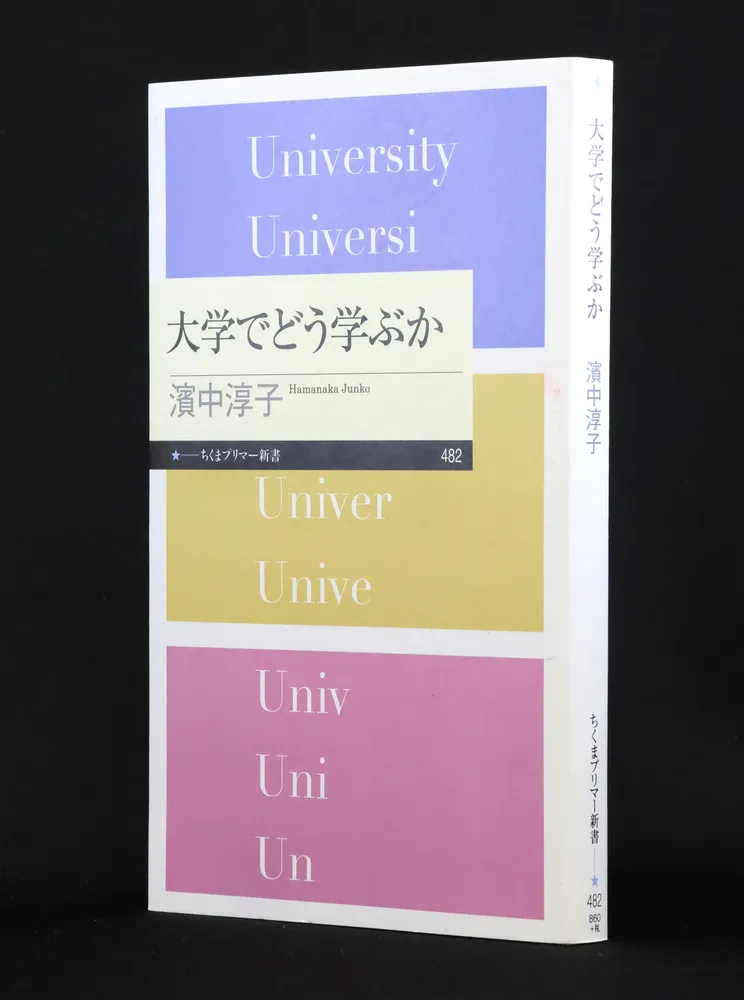 University
Universi
大学でどう学ぶか
濱中淳子 Hamanaka Junko
★―ちくまプリマー新書 482
Univer
Unive
Univ
Uni
Un
★
大学でどう学ぶか
濱中淳子
ちくまプリマー新書―★
482
860
+税